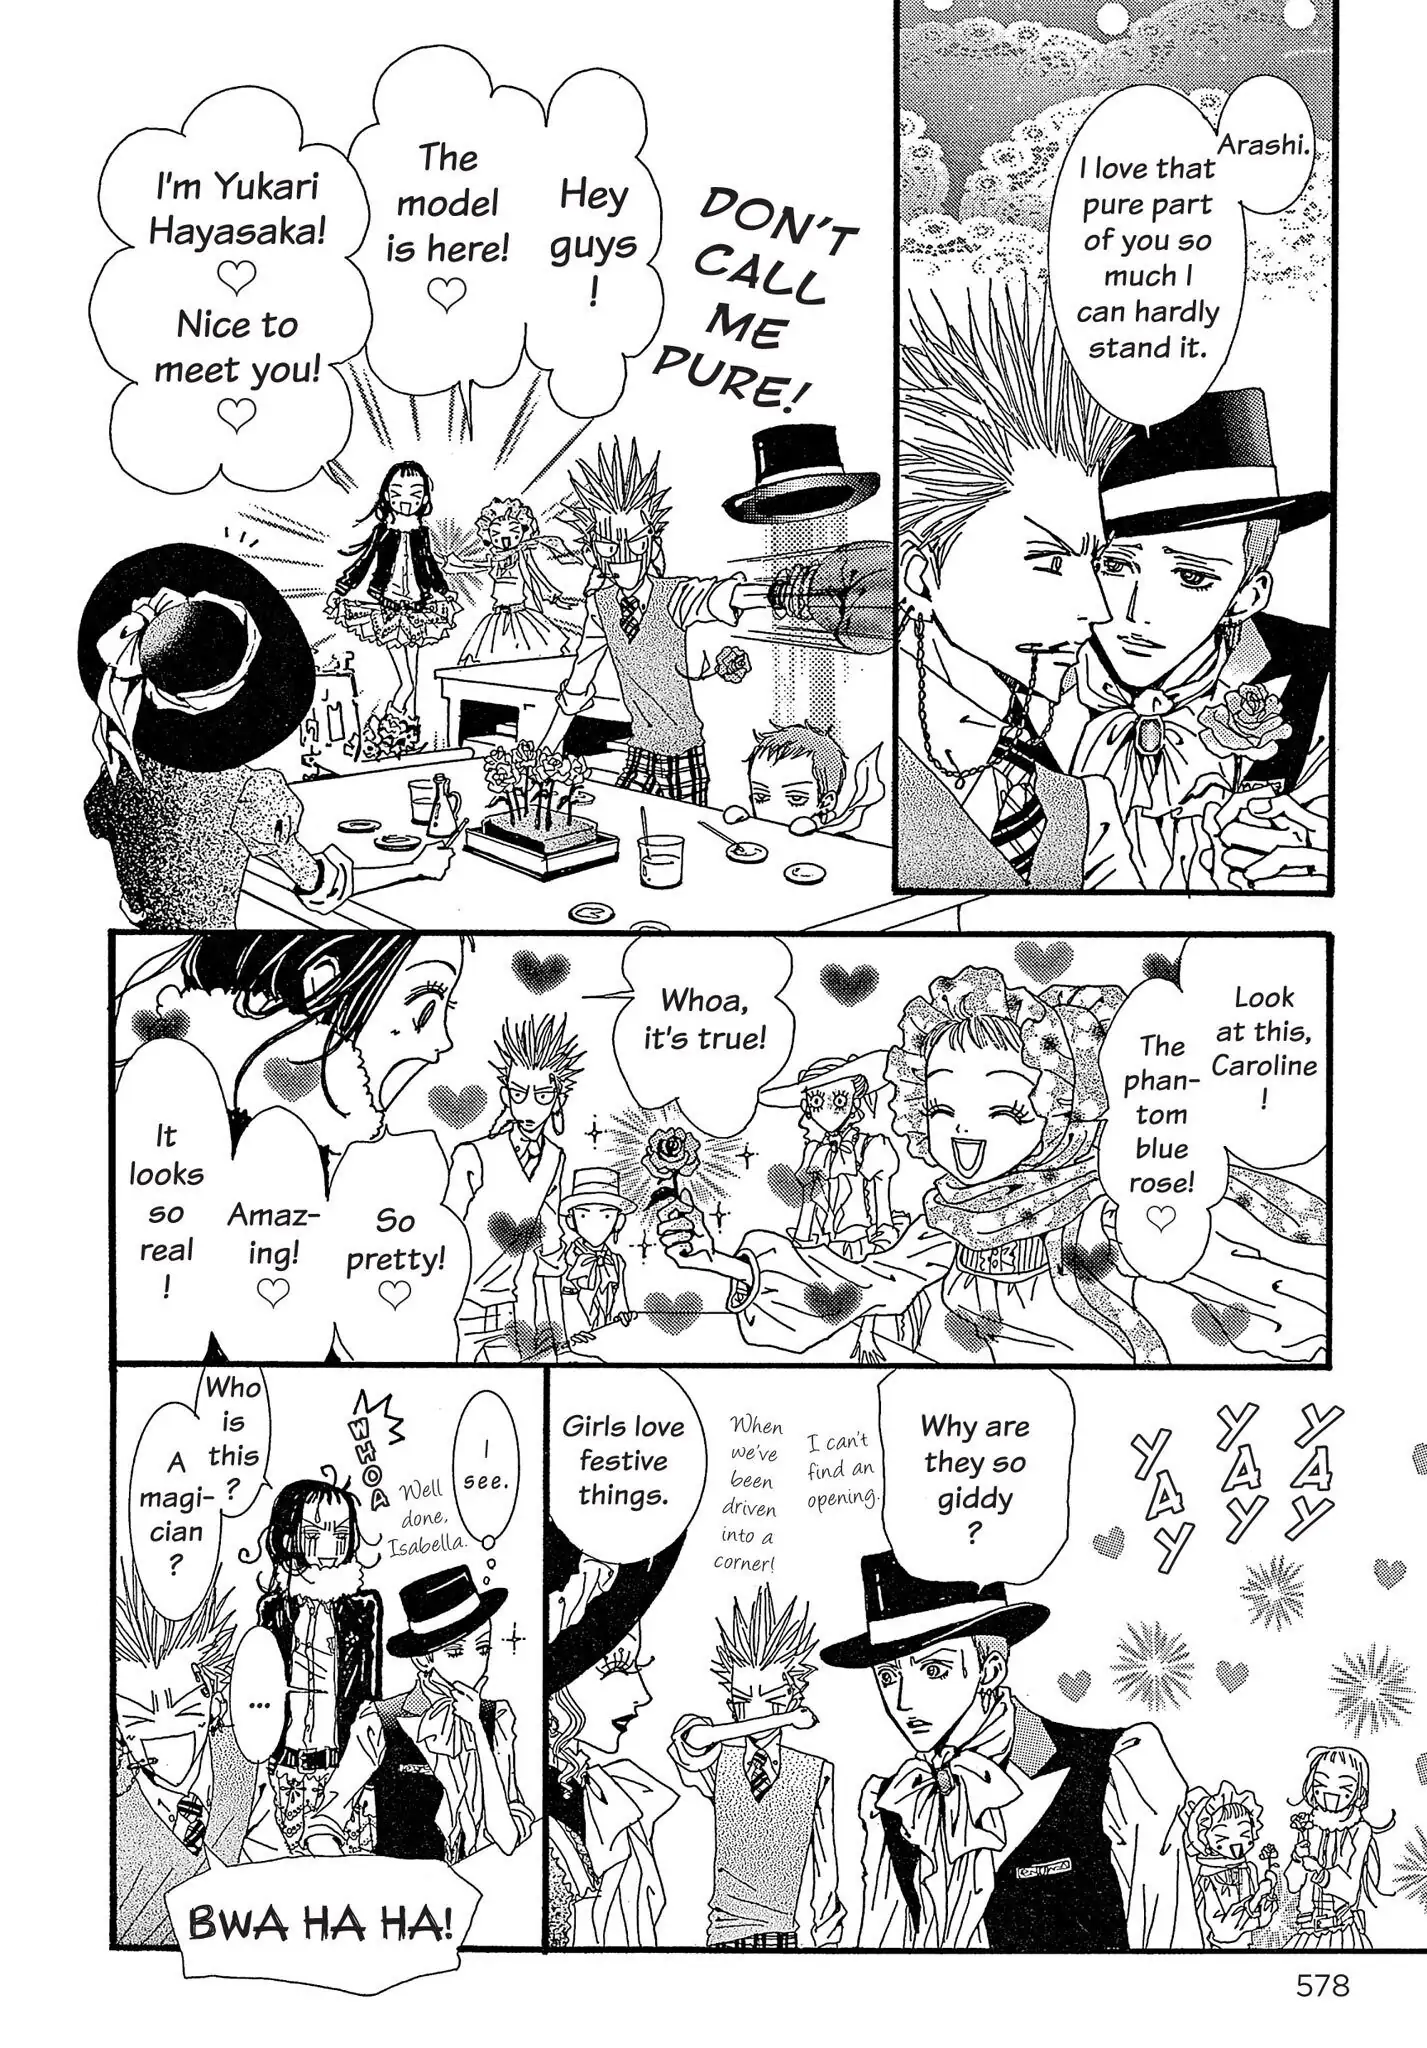 Arashi.
I love that
pure part
of you so
much I
can hardly
stand it.
DON'T
CALL
ME
PURE!
Hey
guys
!
The
model
is here!
♡
I'm Yukari
Hayasaka!
♡
Nice to
meet you!
♡
Look
at this,
Caroline
!
The
phan-
tom
blue
rose!
♡
Whoa,
it's true!
So
pretty!
♡
Amaz-
ing!
♡
It
looks
so
real
!
YAY
YAY
YAY
Why are
they so
giddy
?
I can't
find an
opening.
When
we've
been
driven
into a
corner!
Girls love
festive
things.
I
see.
Well
done,
Isabella.
WHOA
Who
is
this
?
A
magi-
cian
?
...
BWA HA HA!
578